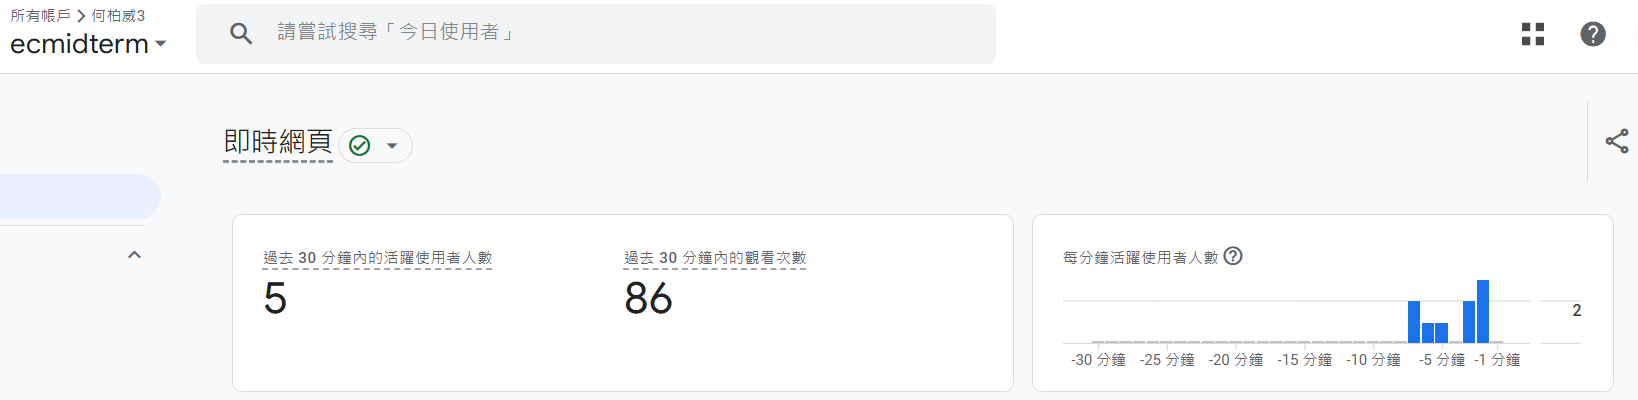 所有帳戶 > 何柏威3
ecmidterm
請嘗試搜尋「今日使用者」
即時網頁
過去 30 分鐘內的活躍使用者人數
5
過去 30 分鐘內的觀看次數
86
每分鐘活躍使用者人數
2
-30 分鐘 -25 分鐘 -20 分鐘 -15 分鐘 -10 分鐘 -5 分鐘 -1 分鐘